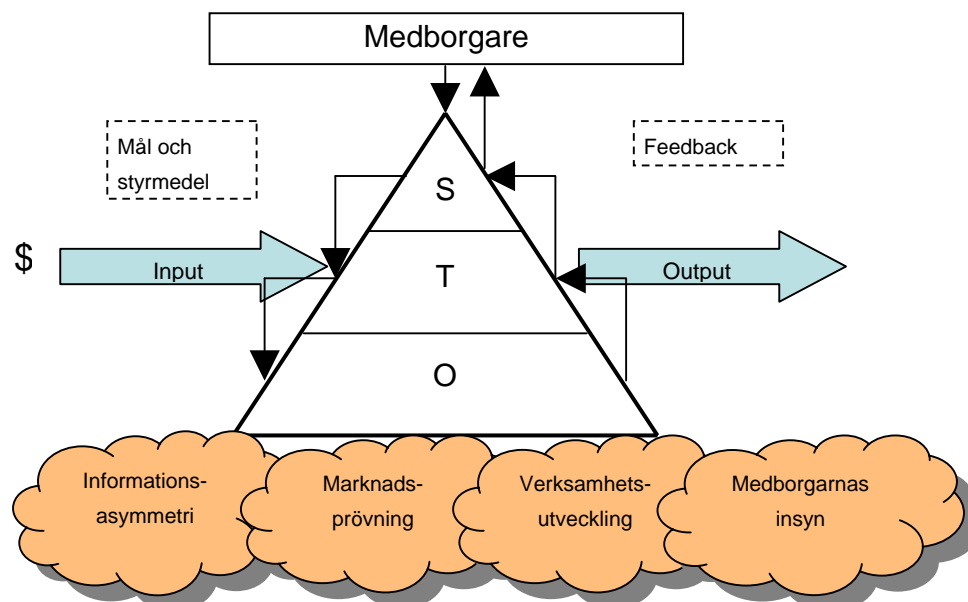 Medborgare
Mål och
styrmedel
Feedback
S
$
Input
T
Output
O
Informations-
asymmetri
Marknads-
prövning
Verksamhets-
utveckling
Medborgarnas
insyn